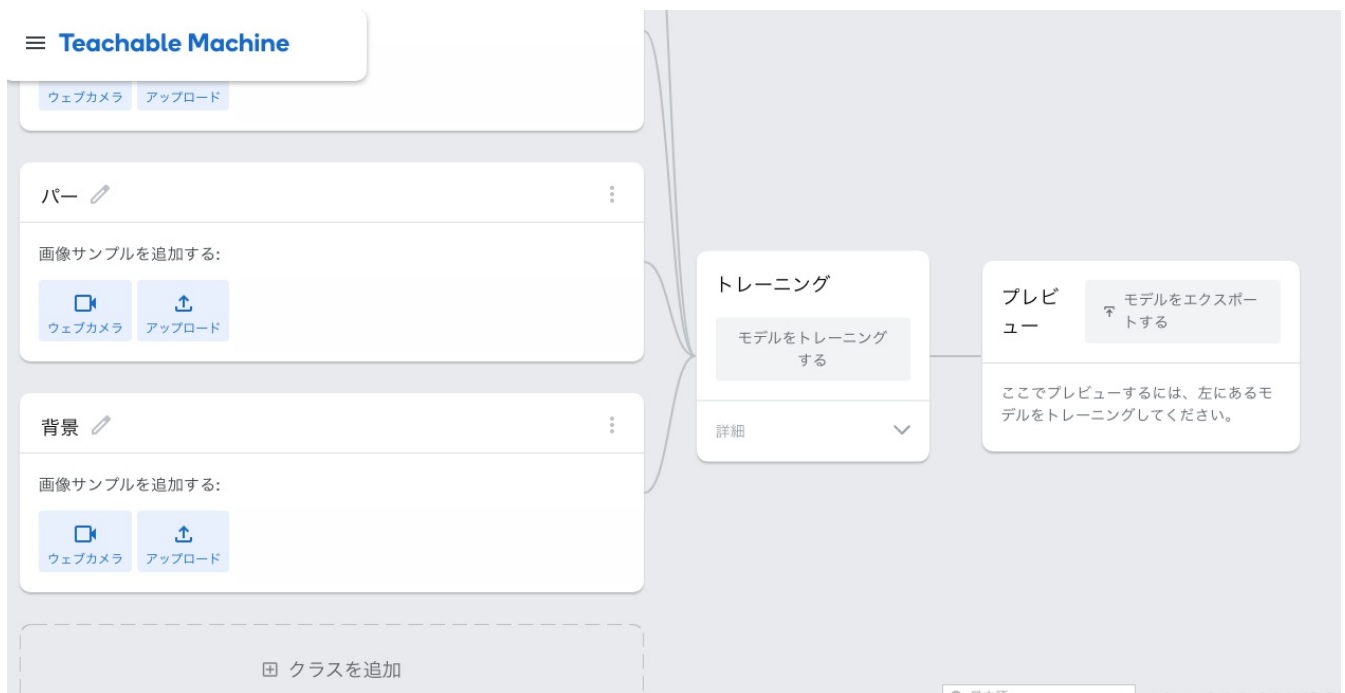 Teachable Machine
ウェブカメラ アップロード
パー
画像サンプルを追加する:
ウェブカメラ アップロード
背景
画像サンプルを追加する:
ウェブカメラ アップロード
クラスを追加
トレーニング
モデルをトレーニング
する
詳細
プレビ
ュー
モデルをエクスポー
トする
ここでプレビューするには、左にあるモ
デルをトレーニングしてください。